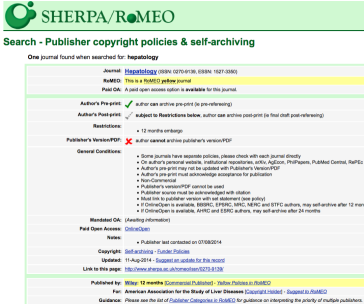 SHERPA/RoMEO
Search - Publisher copyright policies & self-archiving
One journal found when searched for: hepatology
Journal: Hepatology (ISSN: 0270-9139, ESSN: 1527-3350)
RoMEO: This is a RoMEO yellow journal
Paid OA: A paid open access option is available for this journal.
Author's Pre-print: author can archive pre-print (ie pre-refereeing)
Author's Post-print: subject to Restrictions below, author can archive post-print (ie final draft post-refereeing)
Restrictions:
• 12 months embargo
Publisher's Version/PDF: author cannot archive publisher's version/PDF
General Conditions:
• Some journals have separate policies, please check with each journal directly
• On author's personal website, institutional repositories, arXiv, AgEcon, PhilPapers, PubMed Central, RePEc
• Author's pre-print may not be updated with Publisher's Version/PDF
• Author's pre-print must acknowledge acceptance for publication
• Non-Commercial
• Publisher's version/PDF cannot be used
• Publisher source must be acknowledged with citation
• Must link to publisher version with set statement (see policy)
• If OnlineOpen is available, BBSRC, EPSRC, MRC, NERC and STFC authors, may self-archive after 12 mon
• If OnlineOpen is available, AHRC and ESRC authors, may self-archive after 24 months
Mandated OA: (Awaiting information)
Paid Open Access: OnlineOpen
Notes:
• Publisher last contacted on 07/08/2014
Copyright: Self-archiving - Funder Policies
Updated: 11-Aug-2014 - Suggest an update for this record
Link to this page: http://www.sherpa.ac.uk/romeo/issn/0270-9139/
Published by: Wiley: 12 months [Commercial Publisher] - Yellow Policies in RoMEO
For: American Association for the Study of Liver Diseases [Copyright Holder] - Suggest to RoMEO
Guidance: Please see the list of Publisher Categories in RoMEO for guidance on interpreting the priority of multiple publishers.